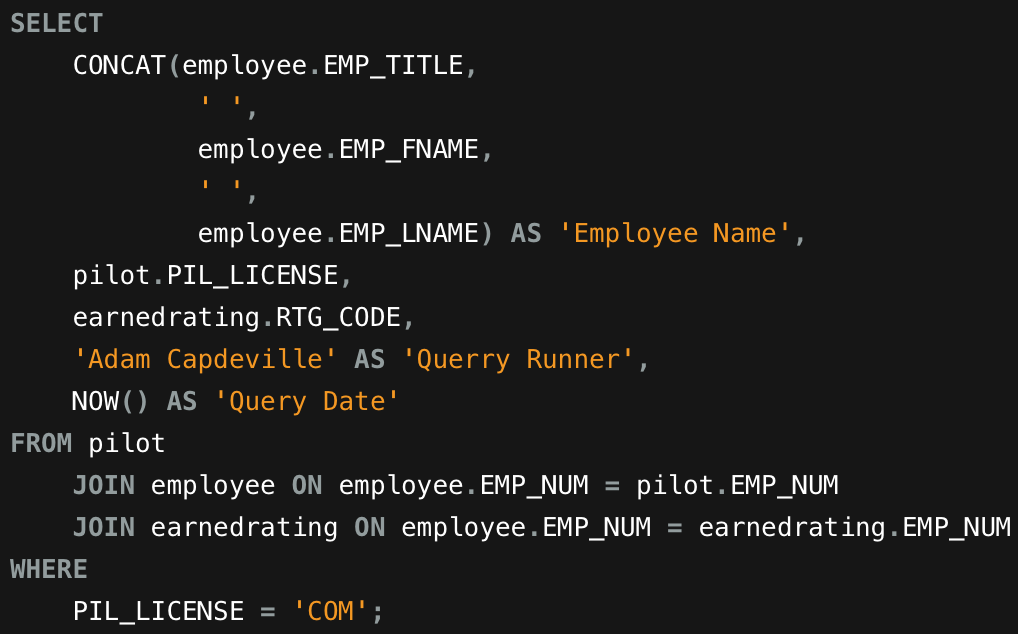 SELECT
CONCAT(employee.EMP_TITLE,
' ',
employee.EMP_FNAME,
' ',
employee.EMP_LNAME) AS 'Employee Name',
pilot.PIL_LICENSE,
earnedrating.RTG_CODE,
'Adam Capdeville' AS 'Querry Runner',
NOW() AS 'Query Date'
FROM pilot
JOIN employee ON employee.EMP_NUM = pilot.EMP_NUM
JOIN earnedrating ON employee.EMP_NUM = earnedrating.EMP_NUM
WHERE
PIL_LICENSE = 'COM';